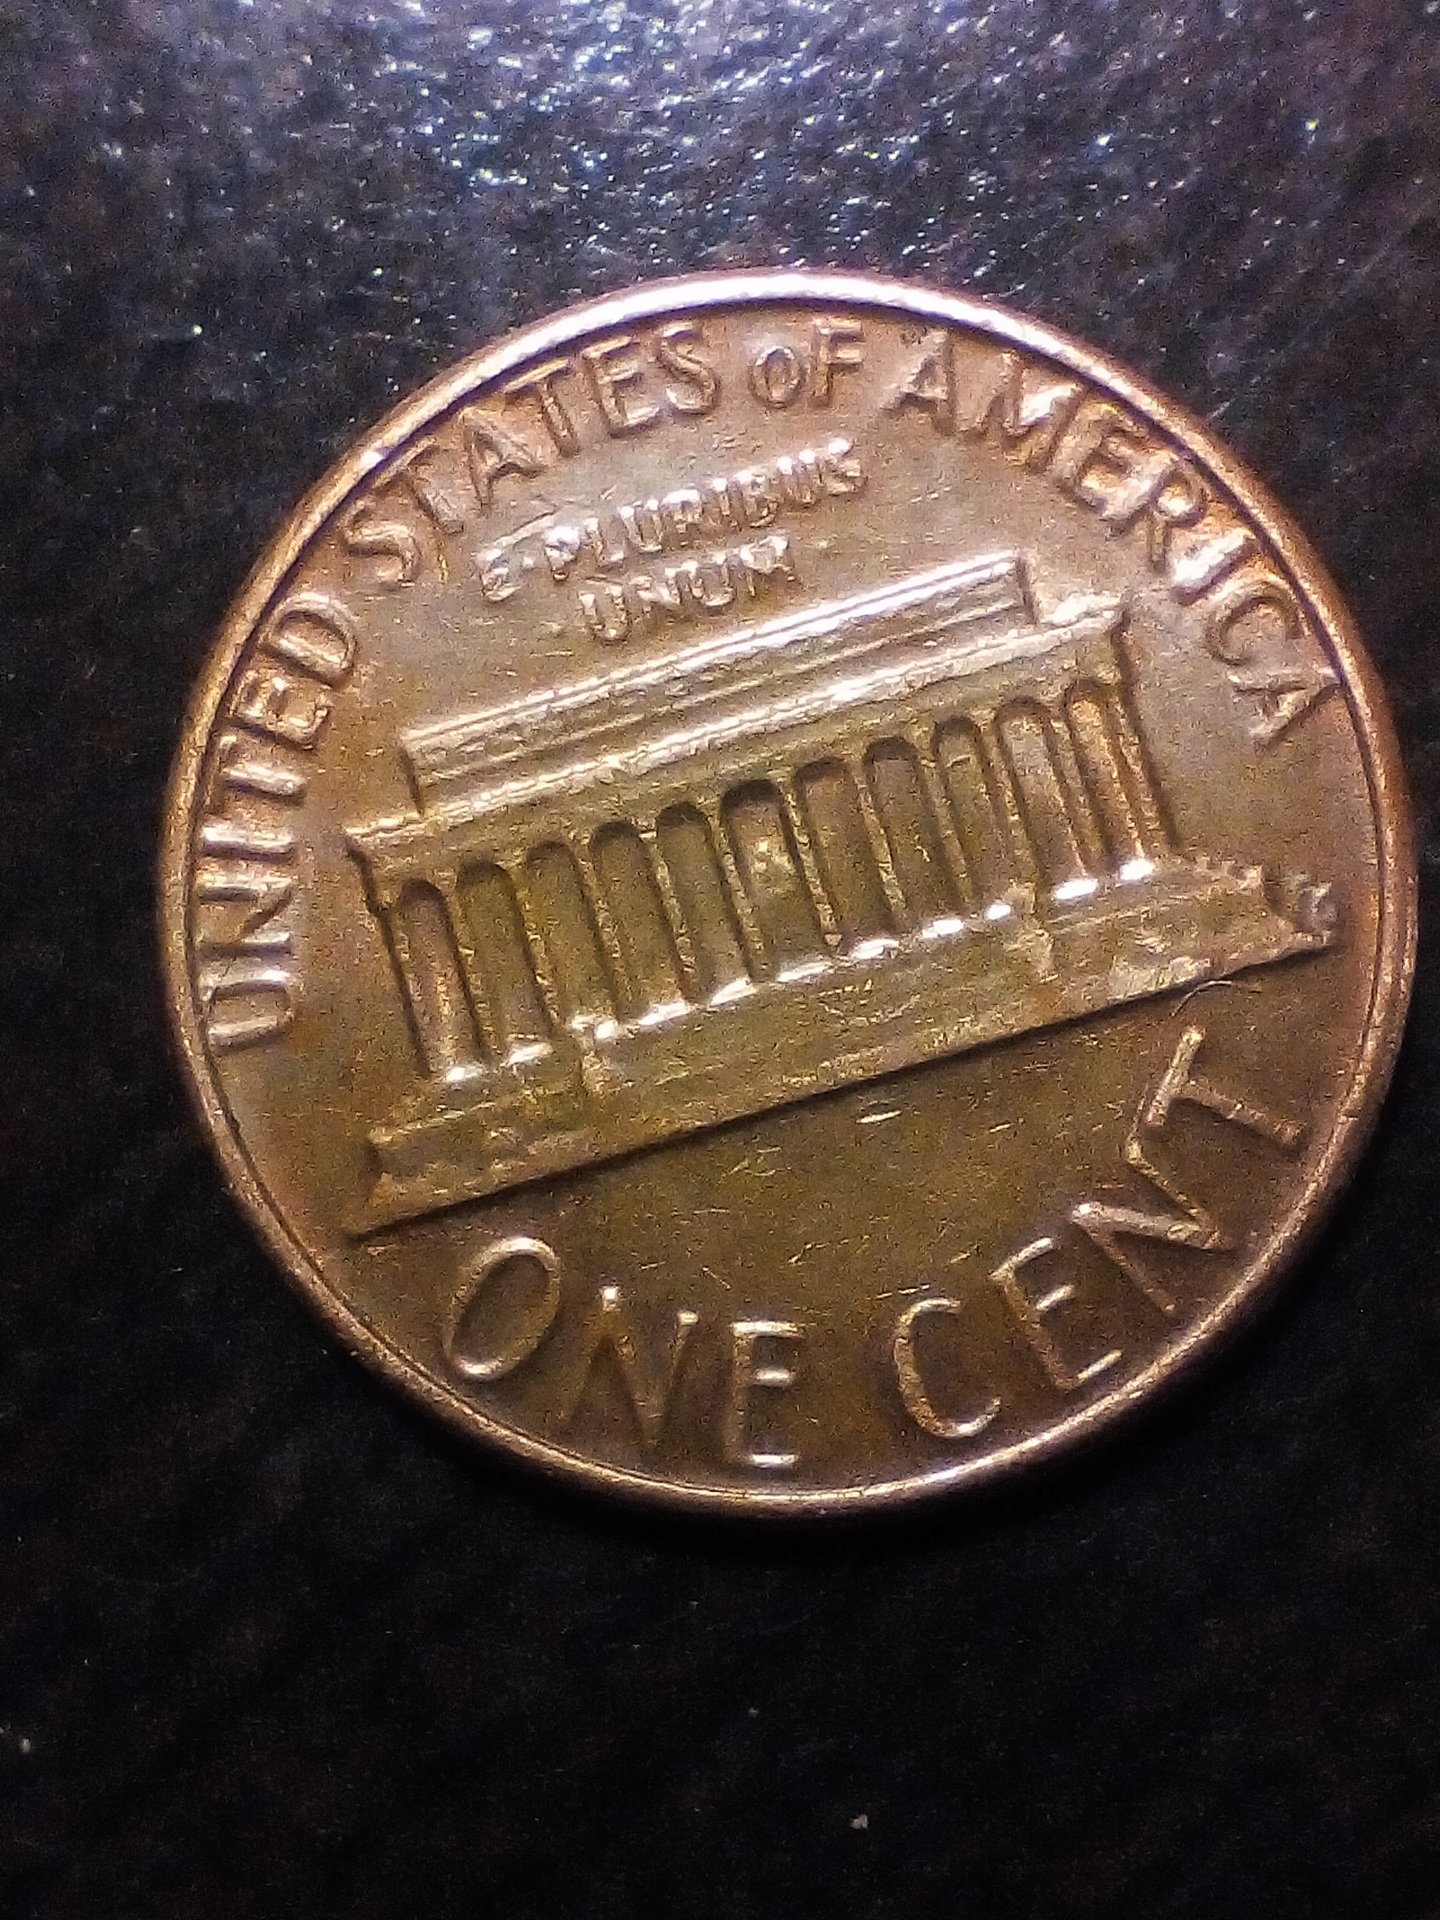 UNITED STATES OF AMERICA
E·PLURIBUS
UNUM
ONE CENT